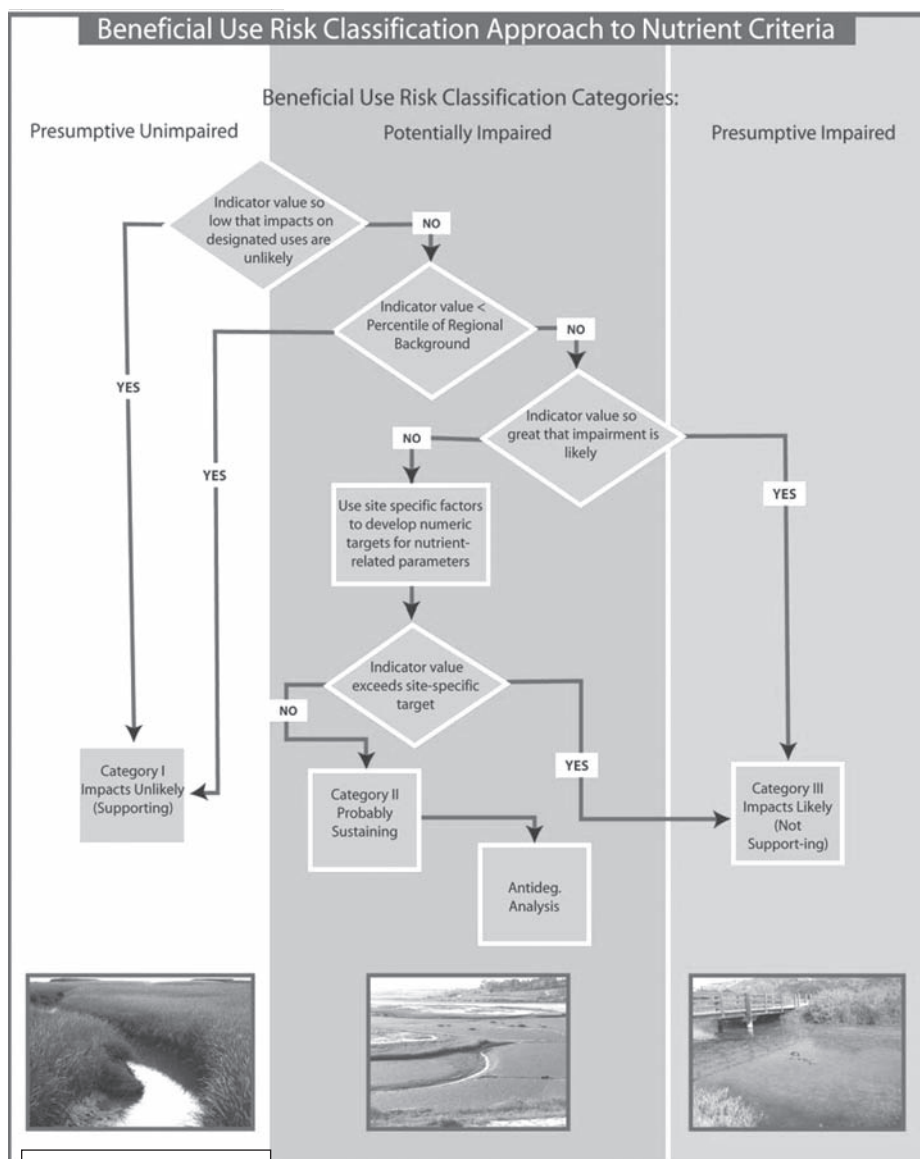 Beneficial Use Risk Classification Approach to Nutrient Criteria
Beneficial Use Risk Classification Categories:
Presumptive Unimpaired
Potentially Impaired
Presumptive Impaired
Indicator value so
low that impacts on
designated uses are
unlikely
NO
Indicator value <
Percentile of Regional
Background
NO
YES
Indicator value so
great that impairment is
likely
NO
YES
YES
Use site specific factors
to develop numeric
targets for nutrient-
related parameters
Indicator value
exceeds site-specific
target
NO
YES
Category I
Impacts Unlikely
(Supporting)
Category II
Probably
Sustaining
Category III
Impacts Likely
(Not
Support-ing)
Antideg.
Analysis